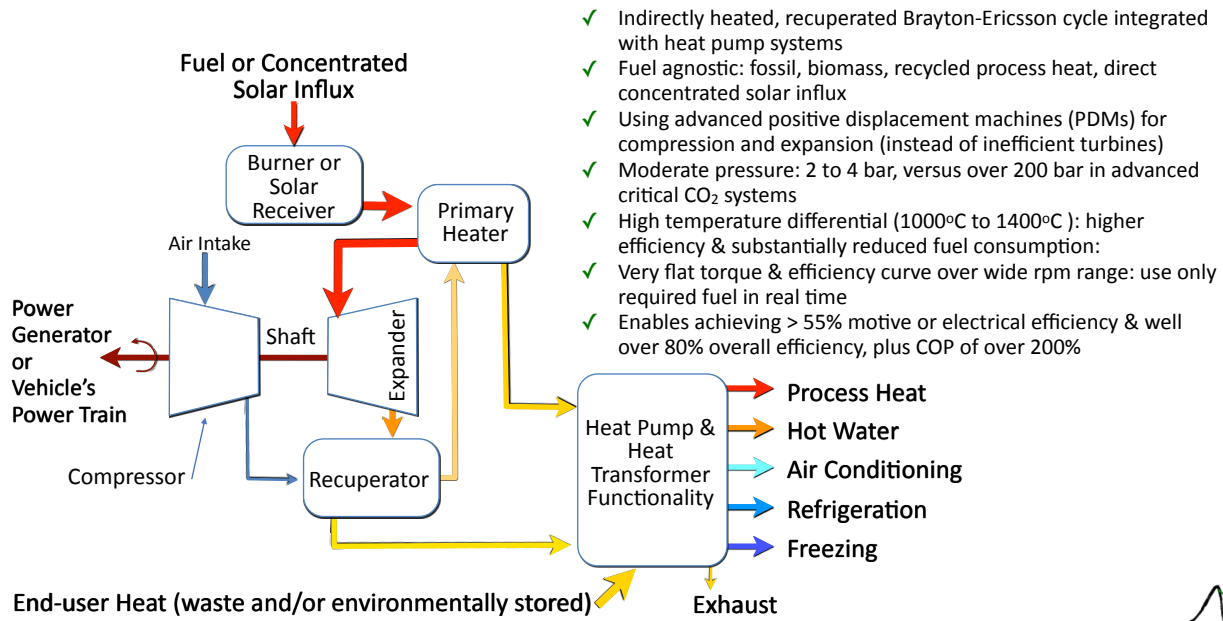 Fuel or Concentrated
Solar Influx
Burner or
Solar
Receiver
Primary
Heater
Air Intake
Power
Generator
or
Vehicle's
Power Train
Shaft
Expander
Compressor
Recuperator
Heat Pump &
Heat
Transformer
Functionality
Process Heat
Hot Water
Air Conditioning
Refrigeration
Freezing
End-user Heat (waste and/or environmentally stored)
Exhaust
✓ Indirectly heated, recuperated Brayton-Ericsson cycle integrated
with heat pump systems
✓ Fuel agnostic: fossil, biomass, recycled process heat, direct
concentrated solar influx
✓ Using advanced positive displacement machines (PDMs) for
compression and expansion (instead of inefficient turbines)
✓ Moderate pressure: 2 to 4 bar, versus over 200 bar in advanced
critical CO₂ systems
✓ High temperature differential (1000ºC to 1400ºC ): higher
efficiency & substantially reduced fuel consumption:
✓ Very flat torque & efficiency curve over wide rpm range: use only
required fuel in real time
✓ Enables achieving > 55% motive or electrical efficiency & well
over 80% overall efficiency, plus COP of over 200%